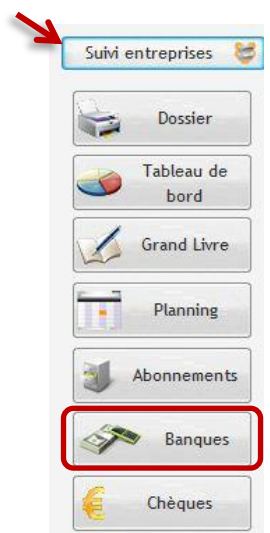 Suivi entreprises
Dossier
Tableau de
bord
Grand Livre
Planning
Abonnements
Banques
Chèques